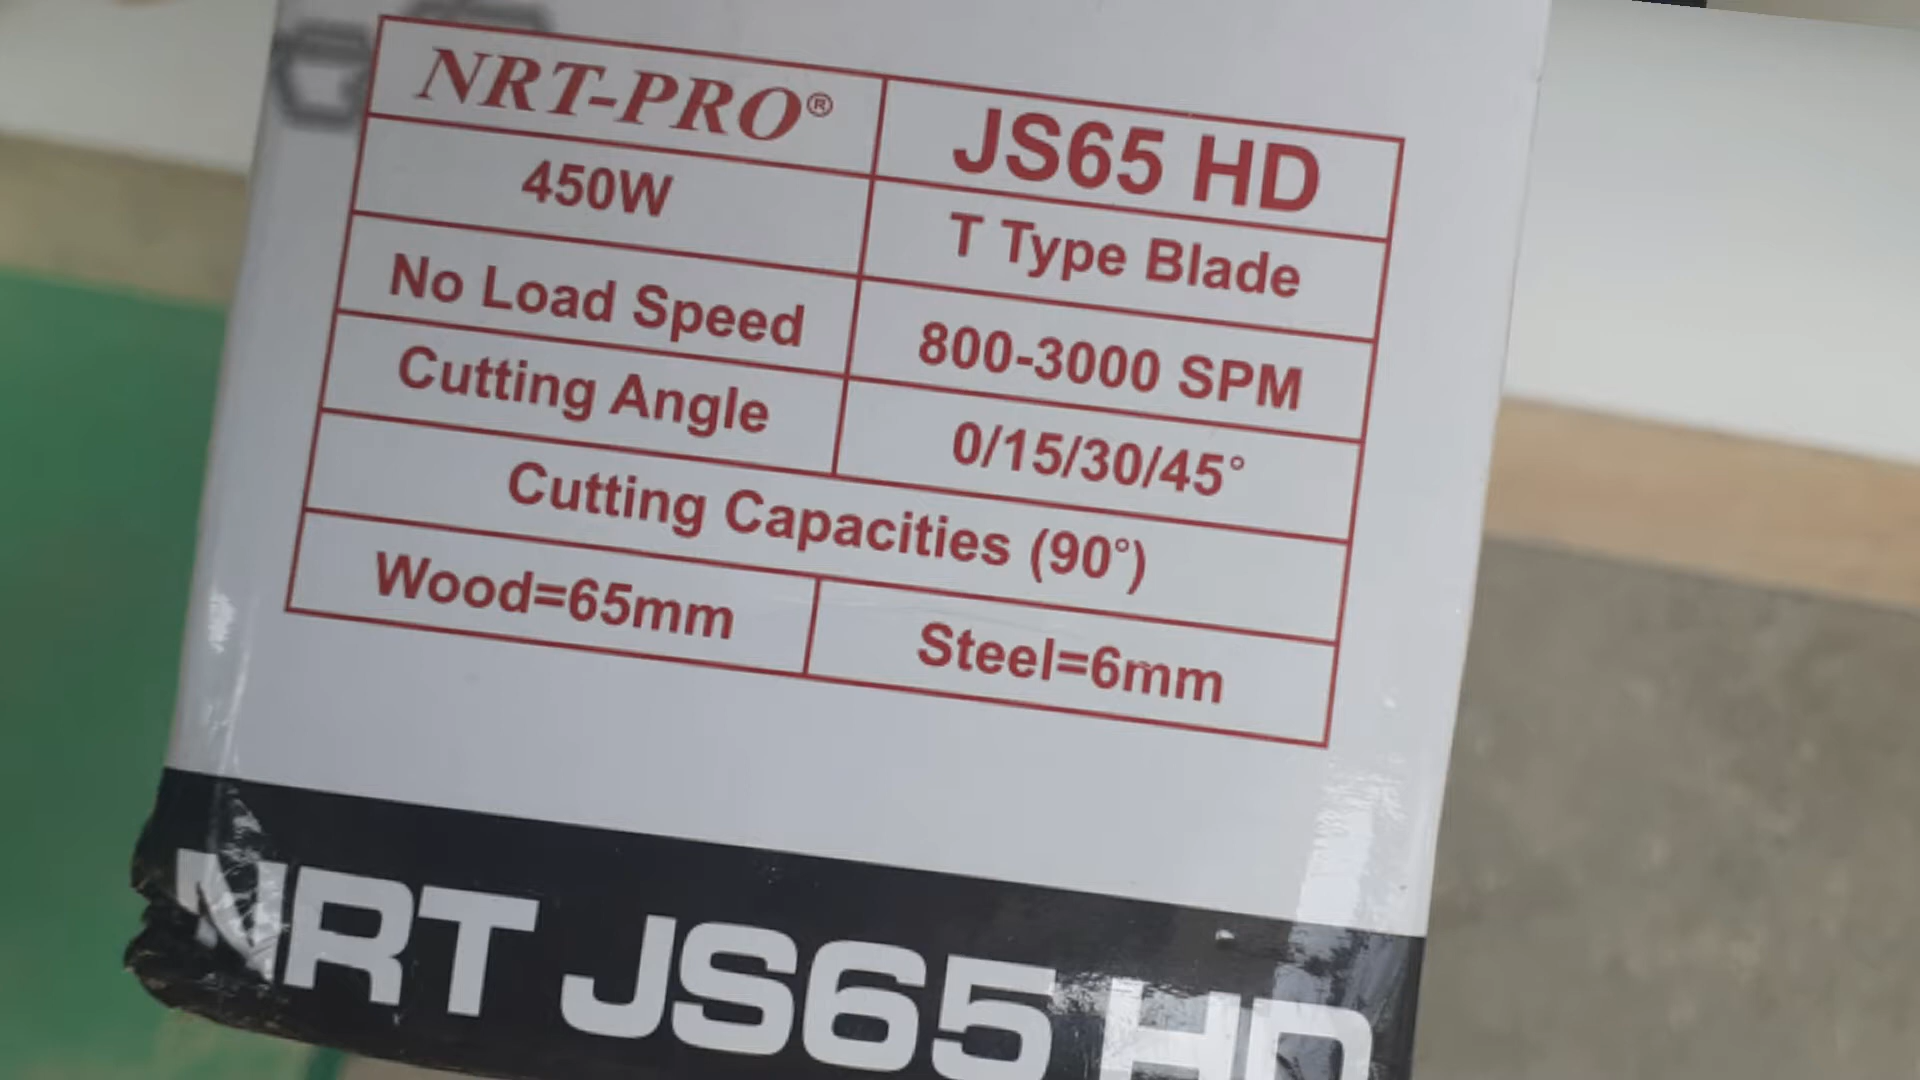 NRT-PRO® JS65 HD
450W T Type Blade
No Load Speed 800-3000 SPM
Cutting Angle 0/15/30/45°
Cutting Capacities (90°)
Wood=65mm Steel=6mm
NRT JS65 HD